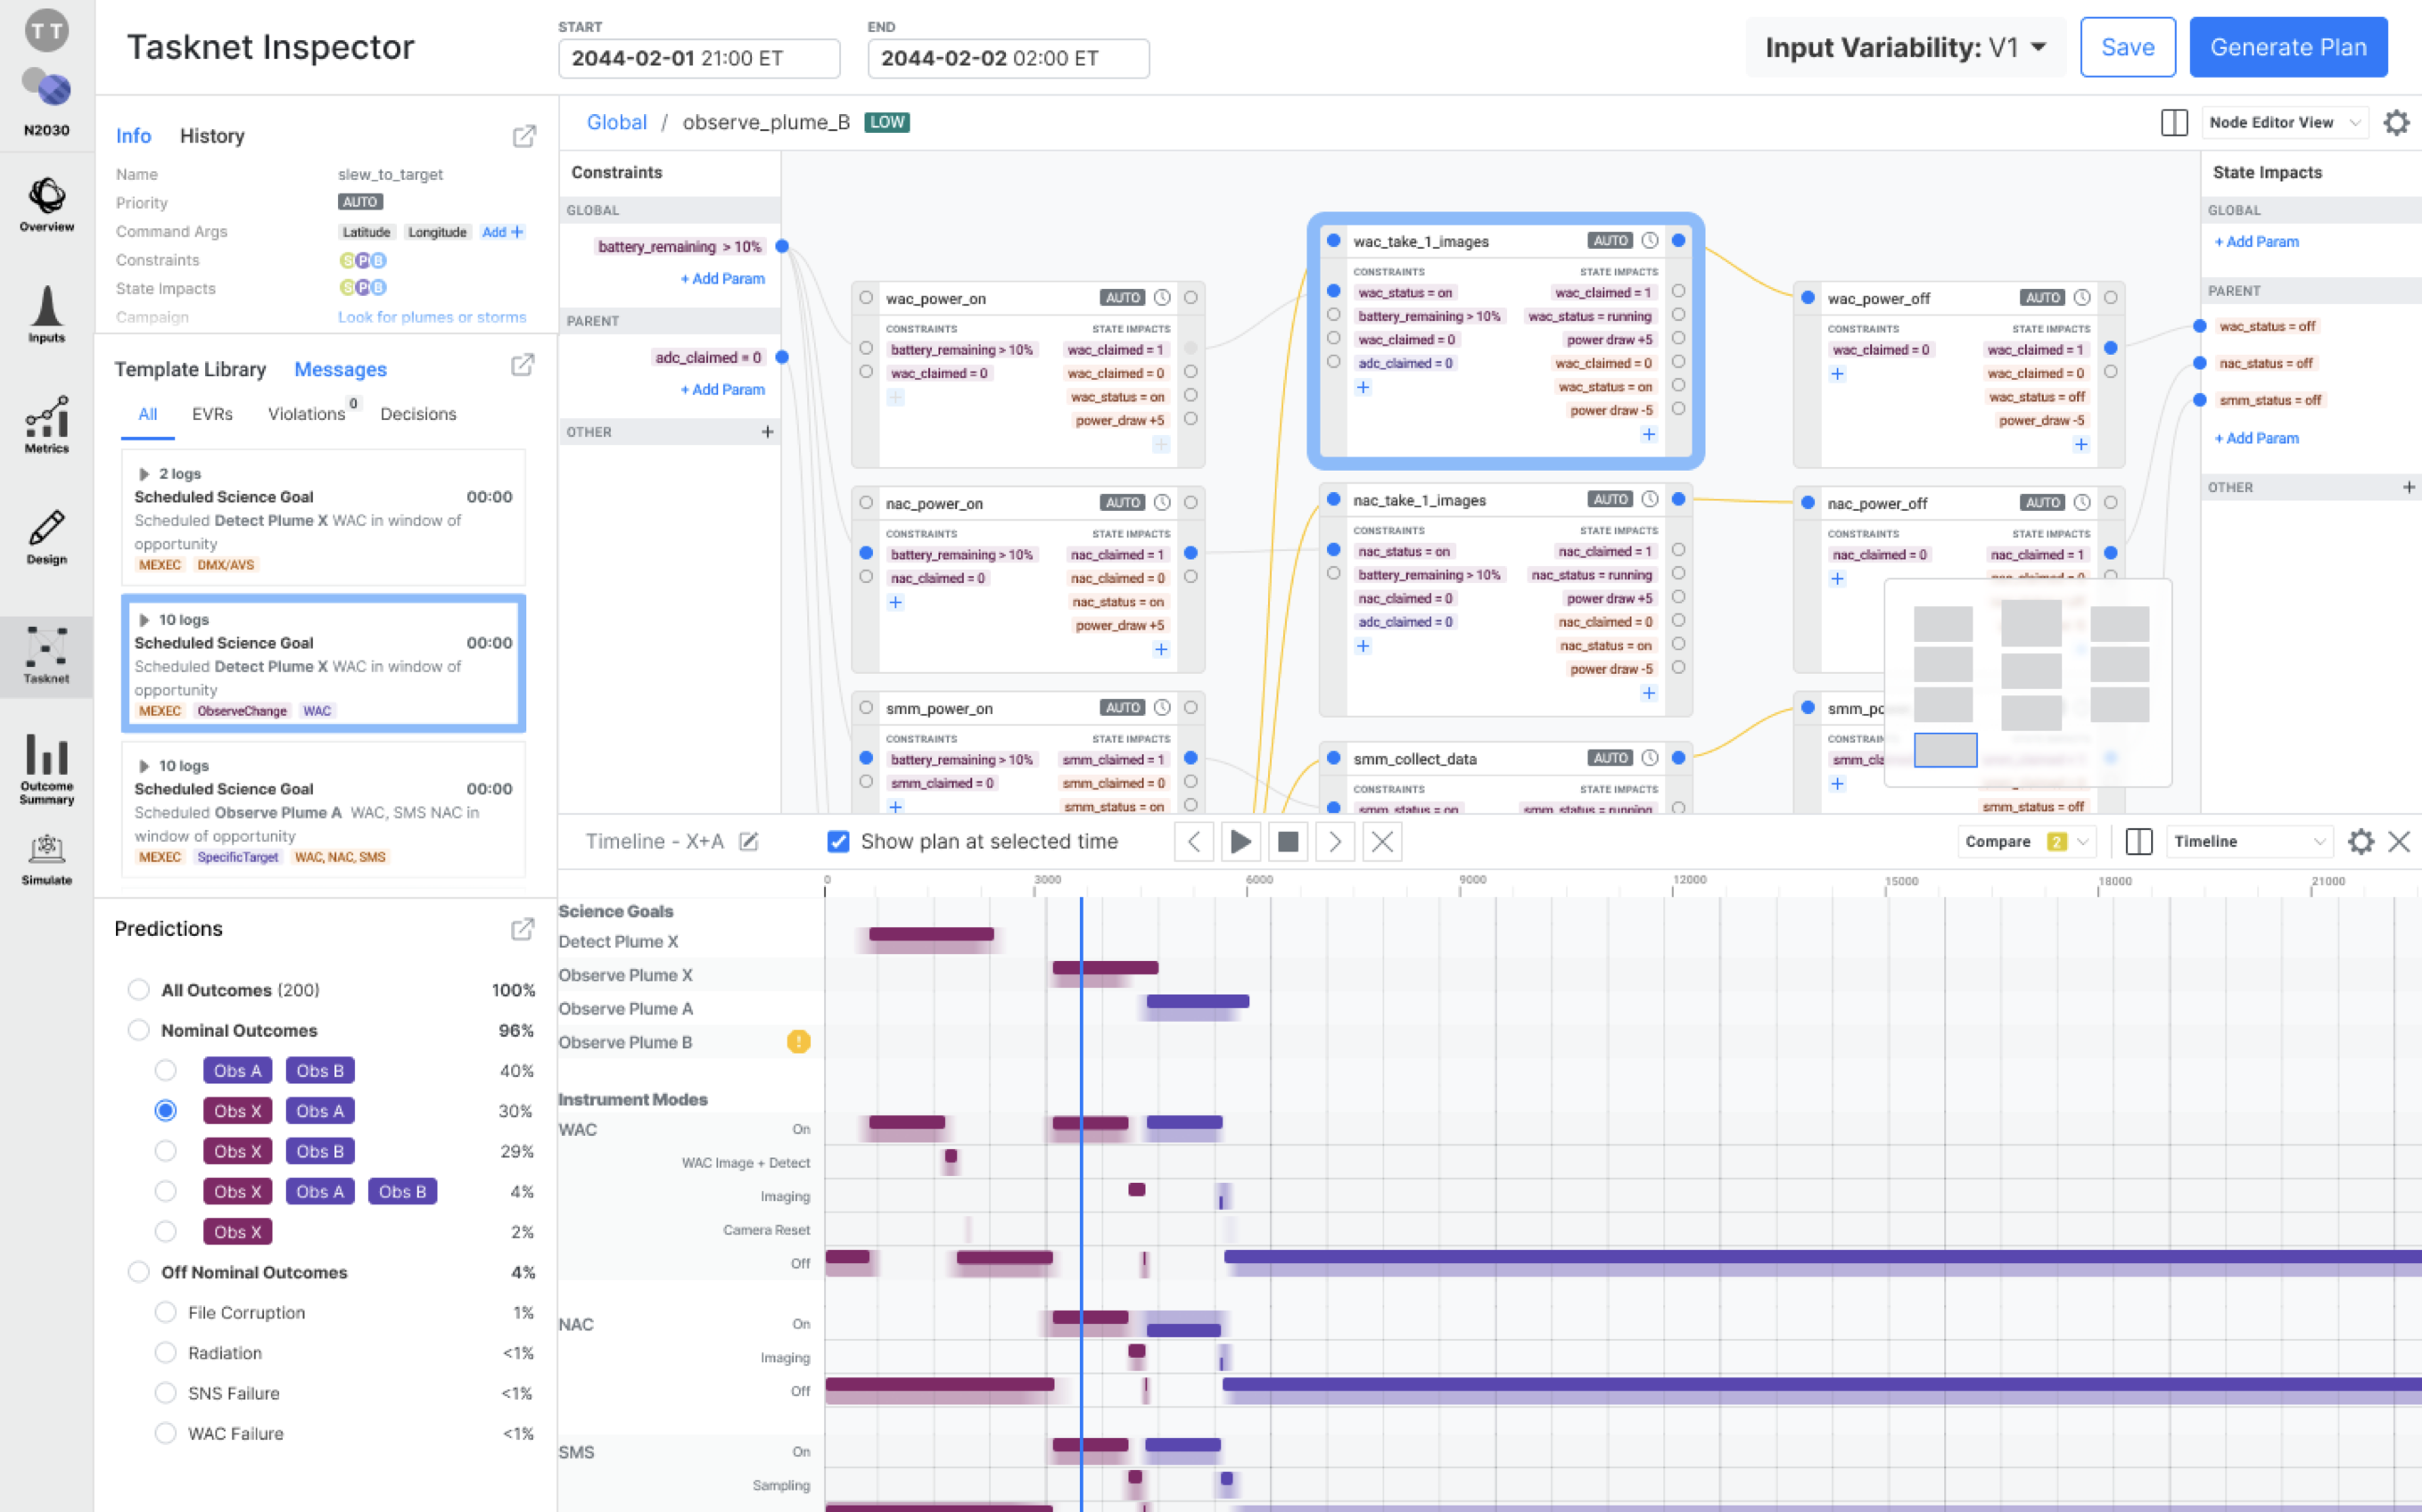 TT
Tasknet Inspector
START
2044-02-01 21:00 ET
END
2044-02-02 02:00 ET
Input Variability: V1
Save
Generate Plan
N2030
Overview
Inputs
Metrics
Design
Tasknet
Outcome
Summary
Simulate
Info
History
Name
slew_to_target
Priority
AUTO
Command Args
Latitude
Longitude
Add +
Constraints
S P B
State Impacts
S P B
Campaign
Look for plumes or storms
Template Library
Messages
All
EVRs
Violations 0
Decisions
2 logs
Scheduled Science Goal 00:00
Scheduled Detect Plume X WAC in window of
opportunity
MEXEC DMX/AVS
10 logs
Scheduled Science Goal 00:00
Scheduled Detect Plume X WAC in window of
opportunity
MEXEC ObserveChange WAC
10 logs
Scheduled Science Goal 00:00
Scheduled Observe Plume A WAC, SMS NAC in
window of opportunity
MEXEC SpecificTarget WAC, NAC, SMS
Predictions
All Outcomes (200) 100%
Nominal Outcomes 96%
Obs A Obs B 40%
Obs X Obs A 30%
Obs X Obs B 29%
Obs X Obs A Obs B 4%
Obs X 2%
Off Nominal Outcomes 4%
File Corruption 1%
Radiation <1%
SNS Failure <1%
WAC Failure <1%
Global / observe_plume_B LOW
Node Editor View
Constraints
GLOBAL
battery_remaining > 10%
+ Add Param
PARENT
adc_claimed = 0
+ Add Param
OTHER +
wac_power_on AUTO
CONSTRAINTS STATE IMPACTS
battery_remaining > 10% wac_claimed = 1
wac_claimed = 0 wac_claimed = 0
+ wac_status = on
power_draw +5
+
nac_power_on AUTO
CONSTRAINTS STATE IMPACTS
battery_remaining > 10% nac_claimed = 1
nac_claimed = 0 nac_claimed = 0
+ nac_status = on
power_draw +5
+
smm_power_on AUTO
CONSTRAINTS STATE IMPACTS
battery_remaining > 10% smm_claimed = 1
smm_claimed = 0 smm_claimed = 0
+ smm_status = on
wac_take_1_images AUTO
CONSTRAINTS STATE IMPACTS
wac_status = on wac_claimed = 1
battery_remaining > 10% wac_status = running
wac_claimed = 0 power draw +5
adc_claimed = 0 wac_claimed = 0
+ wac_status = on
power draw -5
+
nac_take_1_images AUTO
CONSTRAINTS STATE IMPACTS
nac_status = on nac_claimed = 1
battery_remaining > 10% nac_status = running
nac_claimed = 0 power draw +5
adc_claimed = 0 nac_claimed = 0
+ nac_status = on
power draw -5
+
smm_collect_data AUTO
CONSTRAINTS STATE IMPACTS
smm_status = on smm_status = running
wac_power_off AUTO
CONSTRAINTS STATE IMPACTS
wac_claimed = 0 wac_claimed = 1
+ wac_claimed = 0
wac_status = off
power_draw -5
+
nac_power_off AUTO
CONSTRAINTS STATE IMPACTS
nac_claimed = 0 nac_claimed = 1
+ nac_claimed = 0
smm_po
CONSTRAIN
smm_cla
+
smm_status = off
State Impacts
GLOBAL
+ Add Param
PARENT
wac_status = off
nac_status = off
smm_status = off
+ Add Param
OTHER +
Timeline - X+A
Show plan at selected time
Compare 2
Timeline
0 3000 6000 9000 12000 15000 18000 21000
Science Goals
Detect Plume X
Observe Plume X
Observe Plume A
Observe Plume B !
Instrument Modes
WAC On
WAC Image + Detect
Imaging
Camera Reset
Off
NAC On
Imaging
Off
SMS On
Sampling